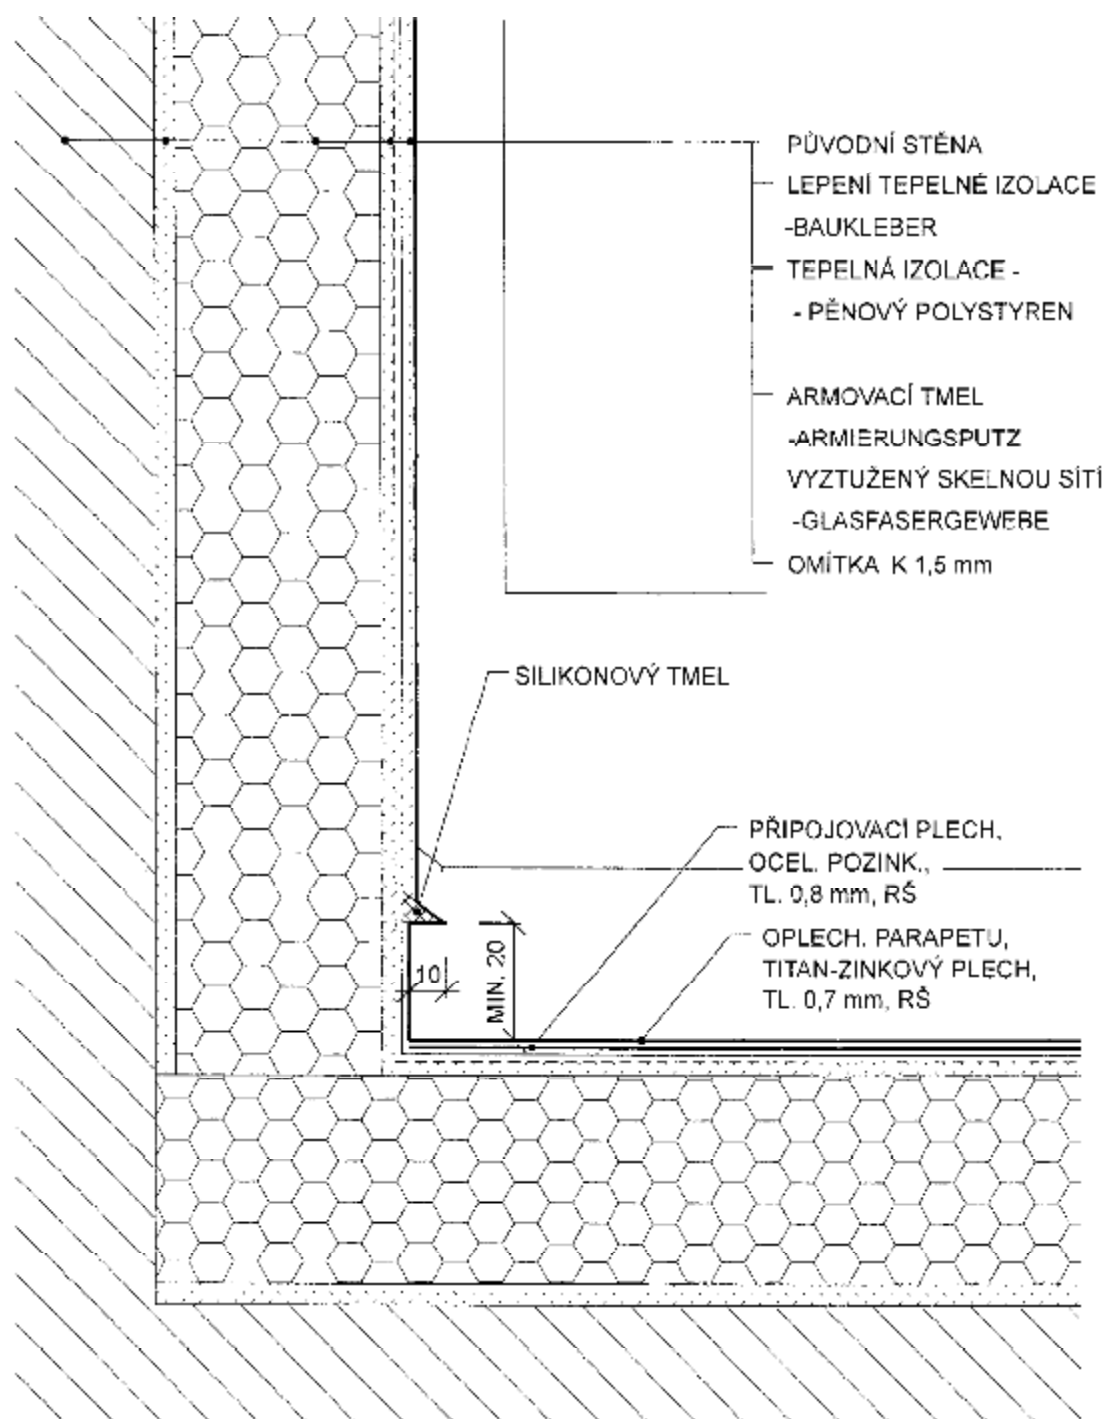 PŮVODNÍ STĚNA
LEPENÍ TEPELNÉ IZOLACE
-BAUKLEBER
TEPELNÁ IZOLACE -
- PĚNOVÝ POLYSTYREN
ARMOVACÍ TMEL
-ARMIERUNGSPUTZ
VYZTUŽENÝ SKELNOU SÍTÍ
-GLASFASERGEWEBE
OMÍTKA K 1,5 mm
SILIKONOVÝ TMEL
PŘIPOJOVACÍ PLECH,
OCEL. POZINK.,
TL. 0,8 mm, RŠ
OPLECH. PARAPETU,
TITAN-ZINKOVÝ PLECH,
TL. 0,7 mm, RŠ
10
MIN. 20